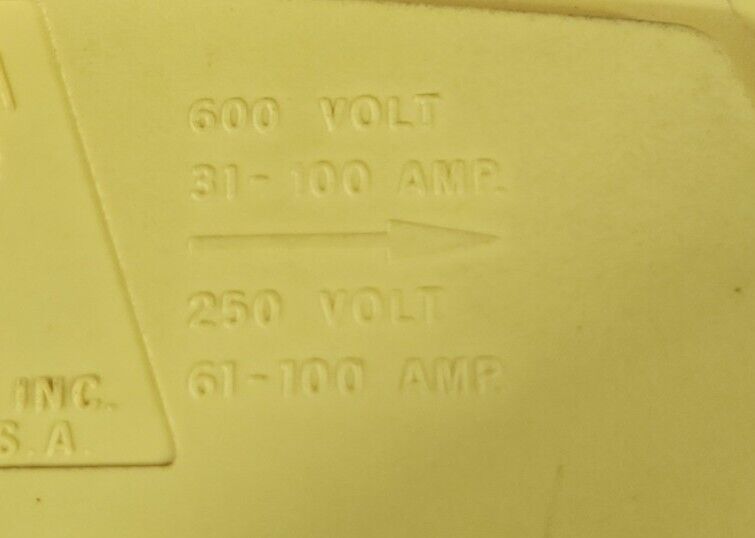 600 VOLT
31-100 AMP.
250 VOLT
61-100 AMP.
INC.
S.A.